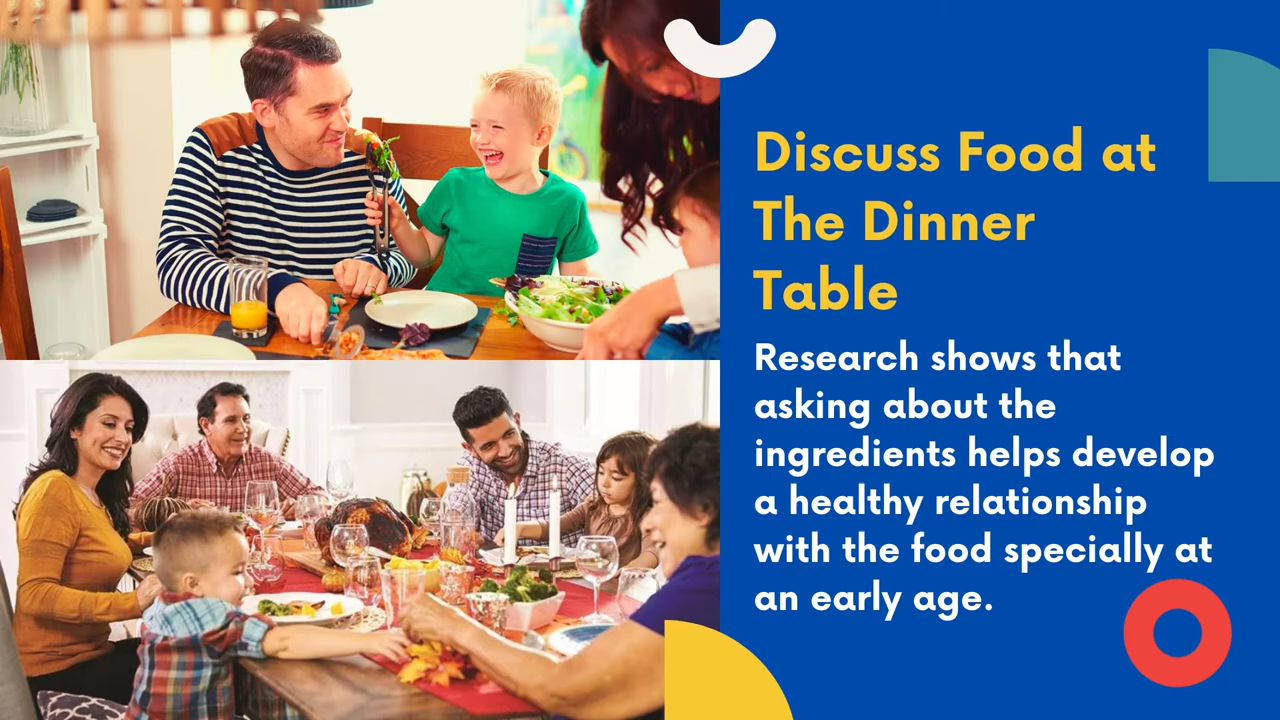 Discuss Food at
The Dinner
Table
Research shows that
asking about the
ingredients helps develop
a healthy relationship
with the food specially at
an early age.